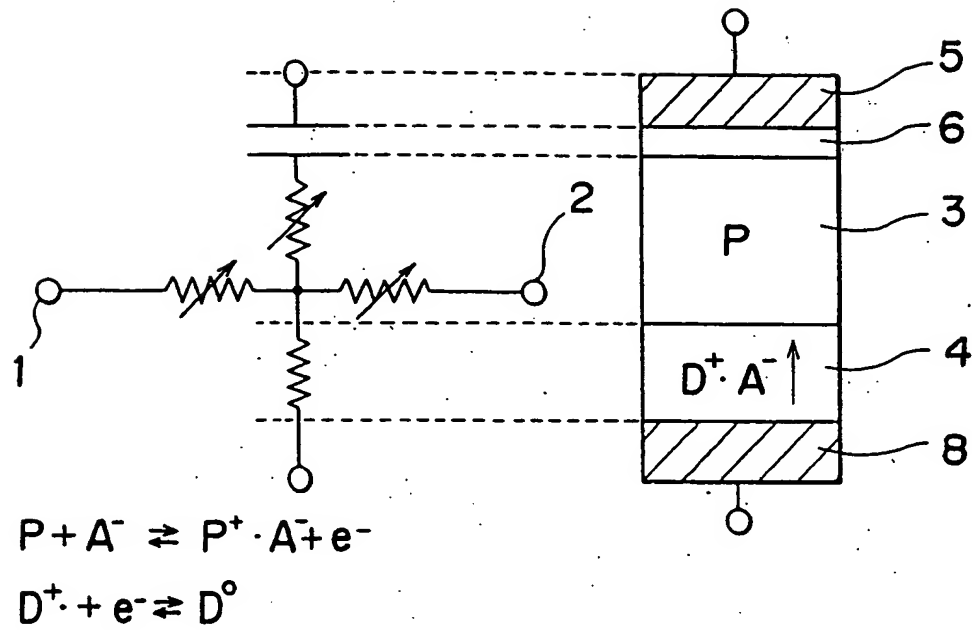 5
6
2
3
P
1
4
D⁺· A⁻ ↑
8
P + A⁻ ⇄ P⁺ · A⁻ + e⁻
D⁺· + e⁻ ⇄ D⁰